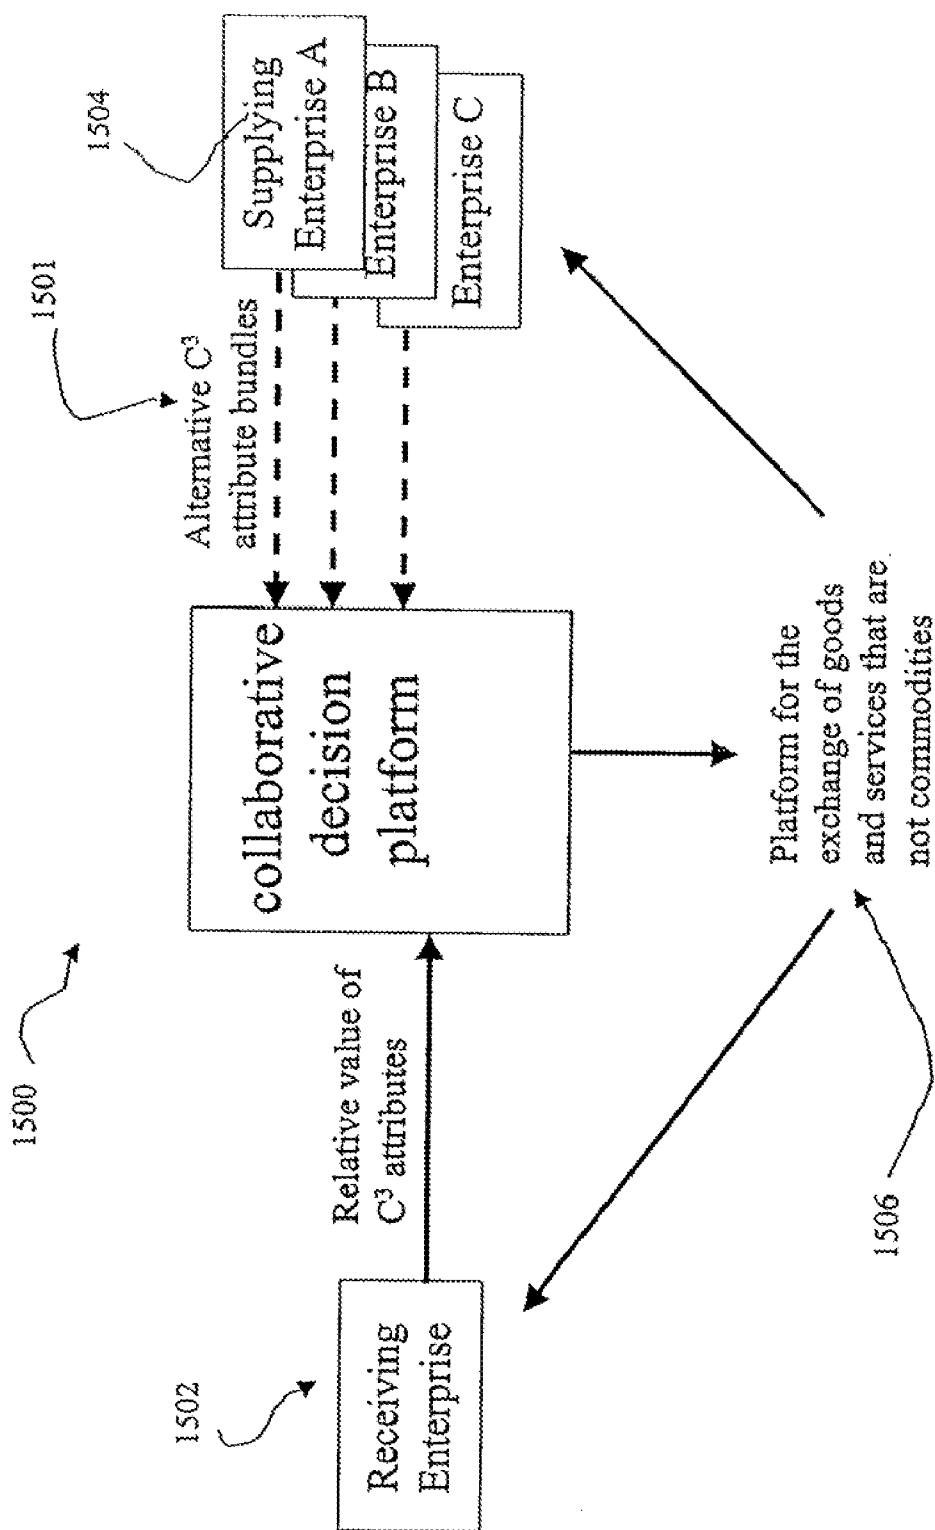 1500
1502
Receiving
Enterprise
Relative value of
C³ attributes
collaborative
decision
platform
1501
Alternative C³
attribute bundles
1504
Supplying
Enterprise A
Enterprise B
Enterprise C
Platform for the
exchange of goods
and services that are
not commodities
1506